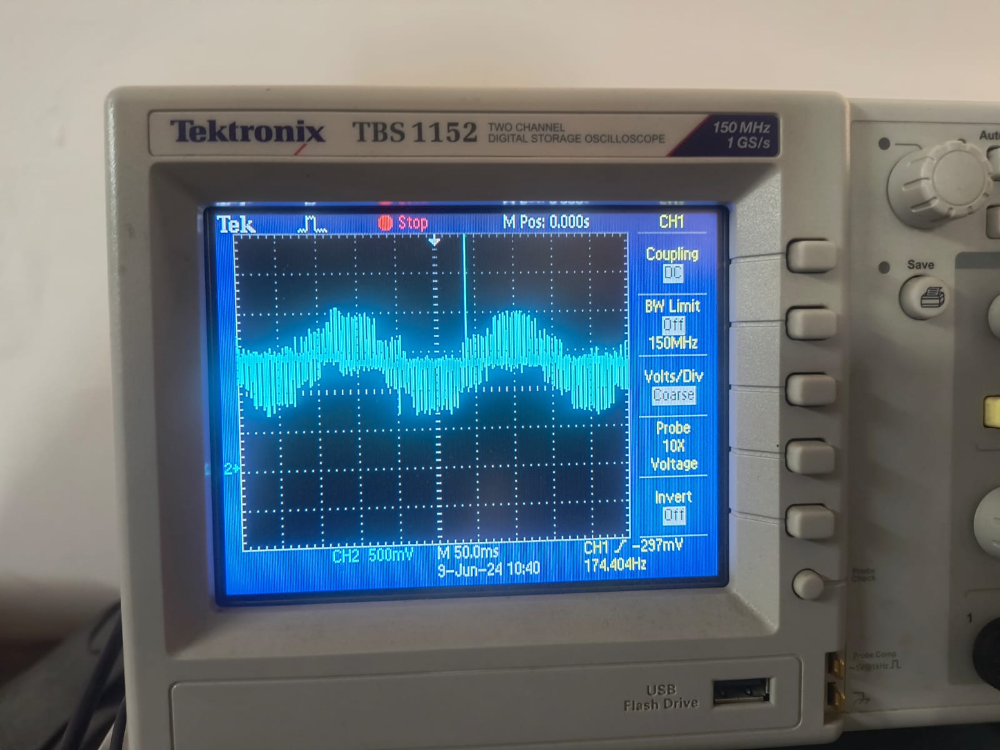 Tektronix TBS 1152 TWO CHANNEL
DIGITAL STORAGE OSCILLOSCOPE
150 MHz
1 GS/s
Tek Stop M Pos: 0.000s CH1
Coupling
DC
BW Limit
Off
150MHz
Volts/Div
Coarse
Probe
10X
Voltage
Invert
Off
2
CH2 500mV M 50.0ms CH1 -297mV
9-Jun-24 10:40 174.404Hz
Save
Probe
Check
1
Probe Comp
~5V@1kHz
USB
Flash Drive